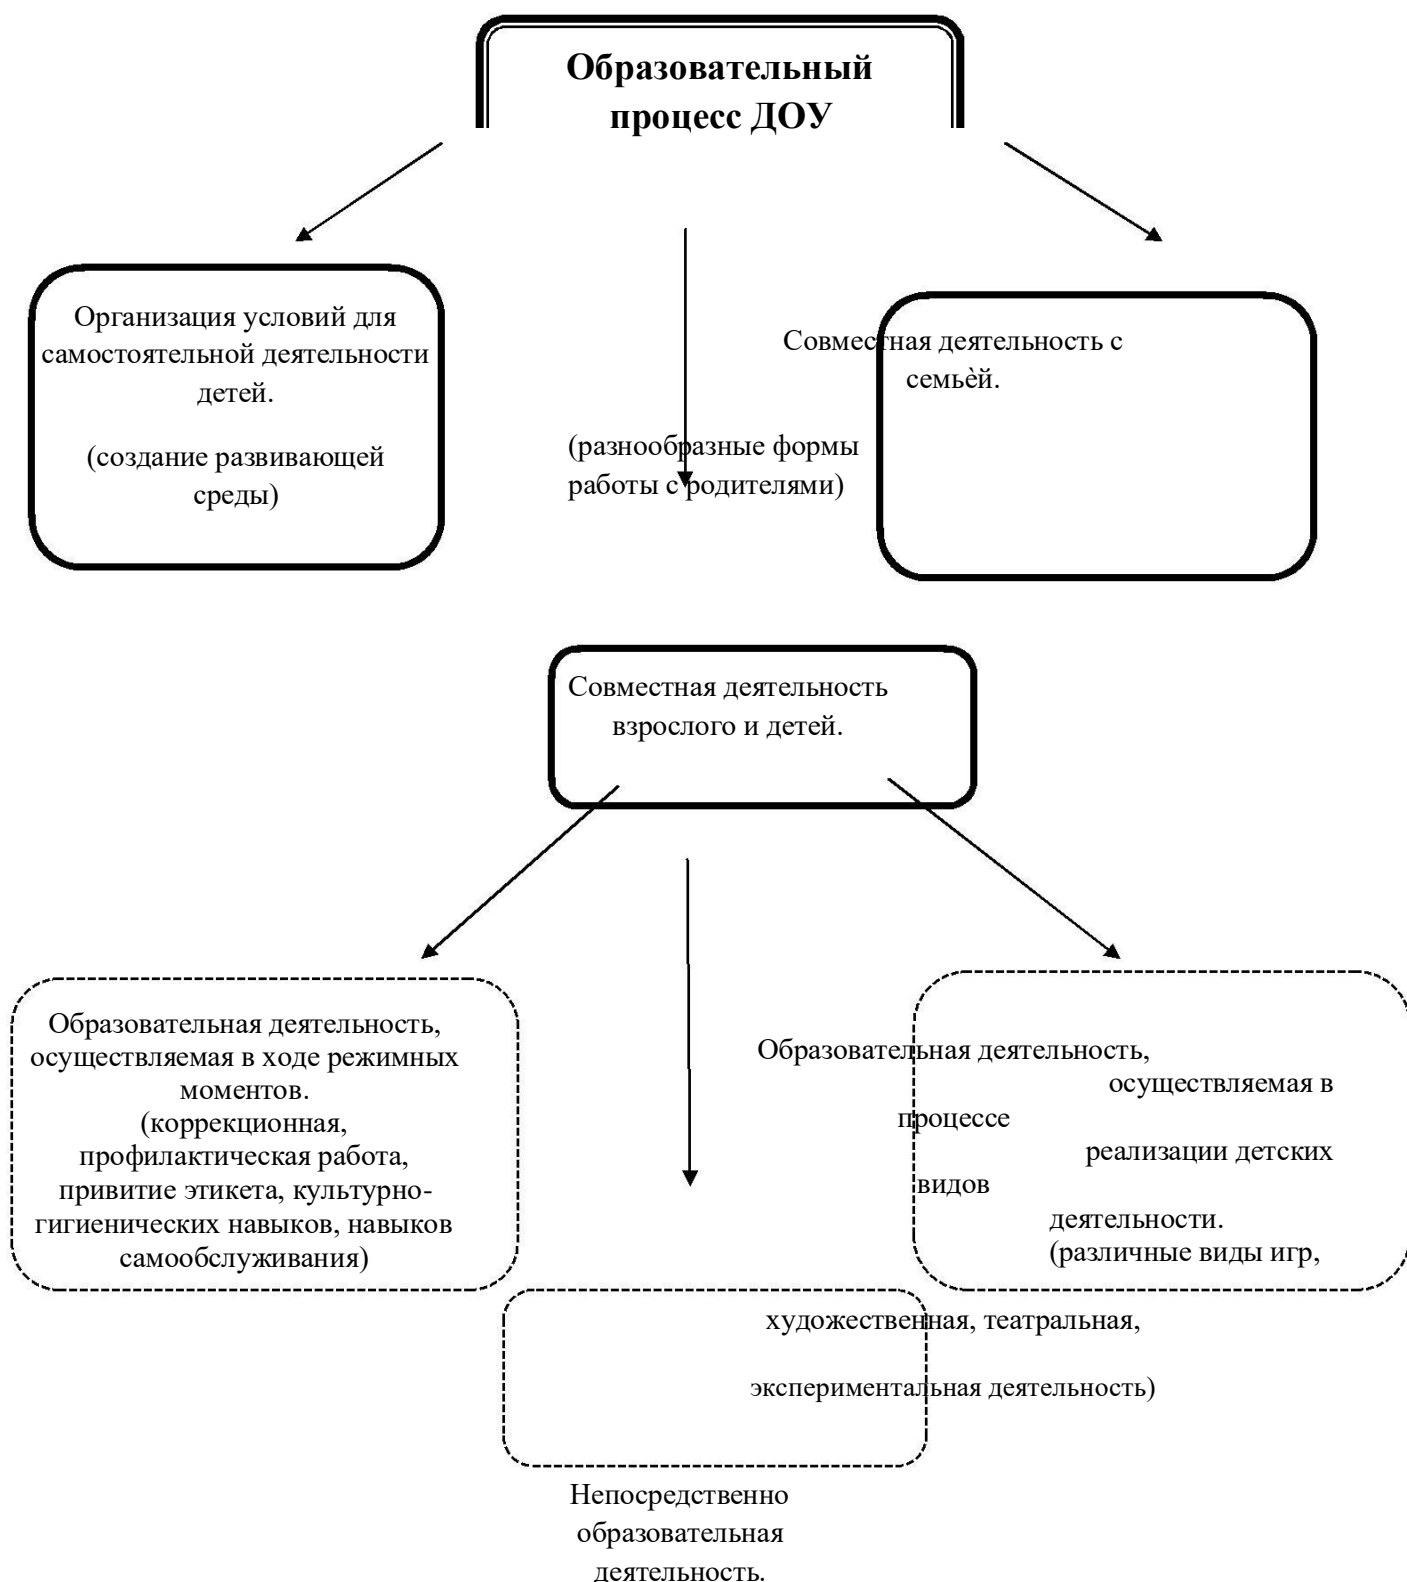 Образовательный
процесс ДОУ
Организация условий для
самостоятельной деятельности
детей.
(создание развивающей
среды)
Совместная деятельность с
семьѐй.
(разнообразные формы
работы с родителями)
Совместная деятельность
взрослого и детей.
Образовательная деятельность,
осуществляемая в ходе режимных
моментов.
(коррекционная,
профилактическая работа,
привитие этикета, культурно-
гигиенических навыков, навыков
самообслуживания)
Образовательная деятельность,
осуществляемая в
процессе
реализации детских
видов
деятельности.
(различные виды игр,
художественная, театральная,
экспериментальная деятельность)
Непосредственно
образовательная
деятельность.